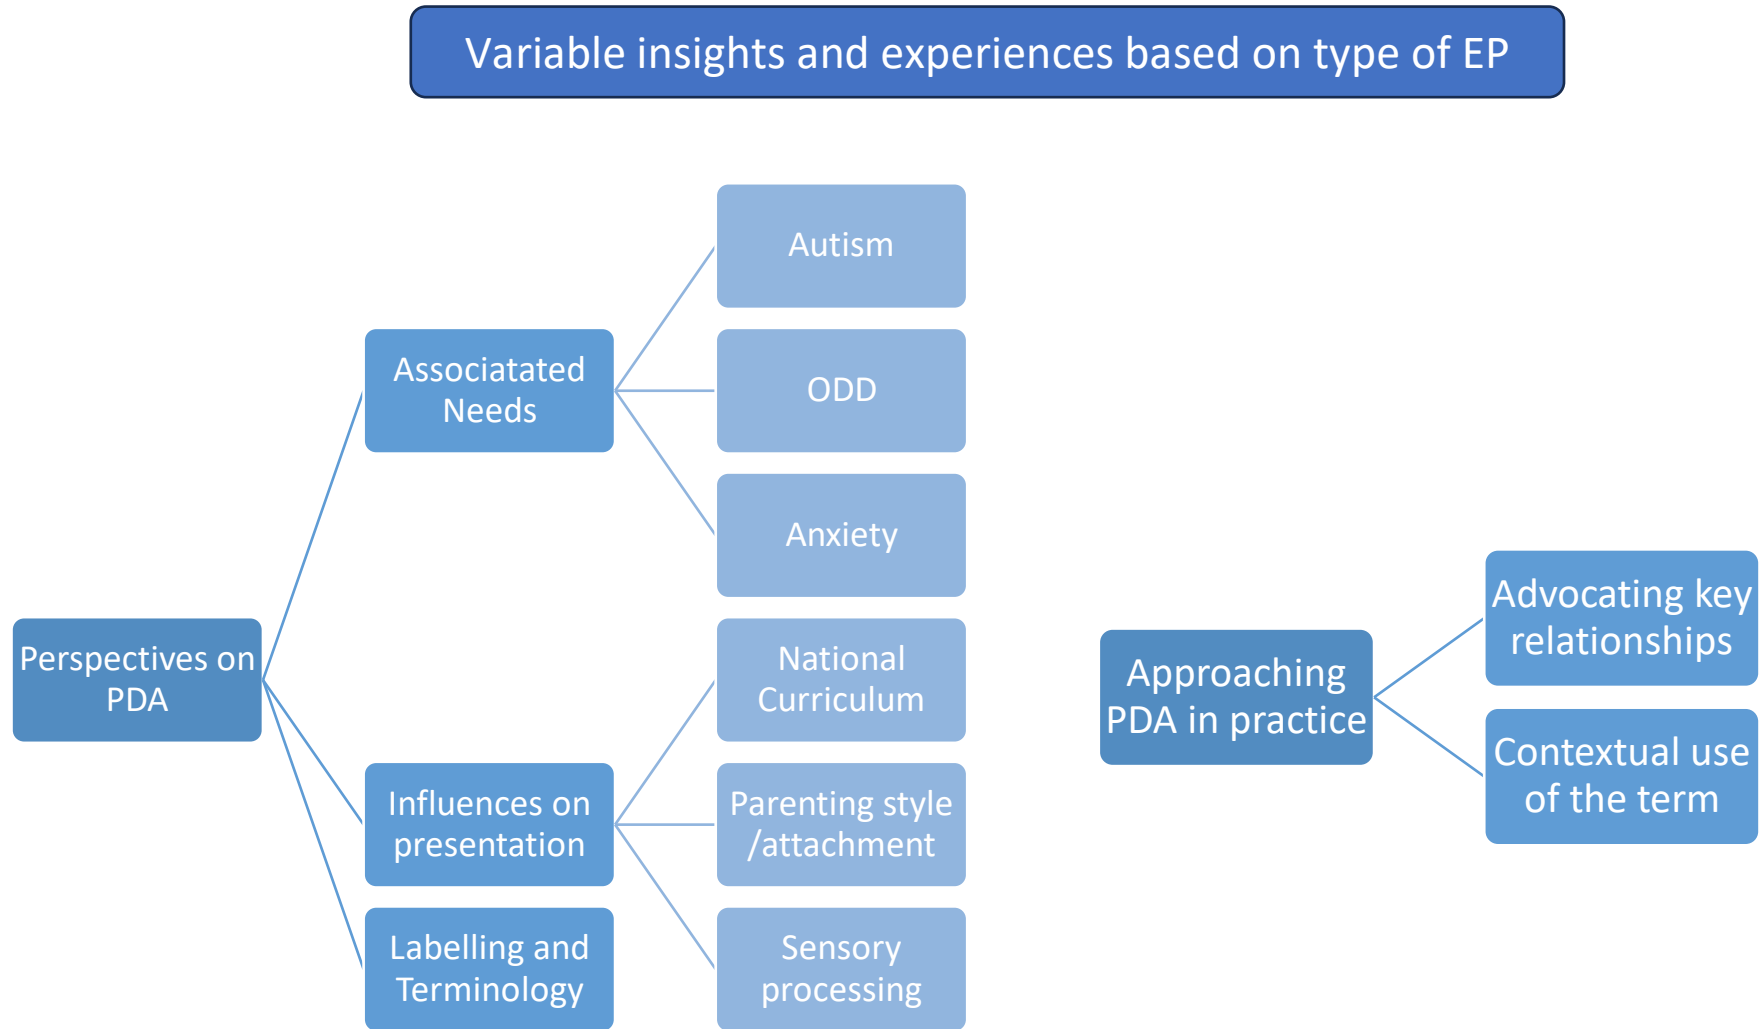 Variable insights and experiences based on type of EP
Perspectives on
PDA
Associatated
Needs
Autism
ODD
Anxiety
Influences on
presentation
National
Curriculum
Parenting style
/attachment
Sensory
processing
Labelling and
Terminology
Approaching
PDA in practice
Advocating key
relationships
Contextual use
of the term